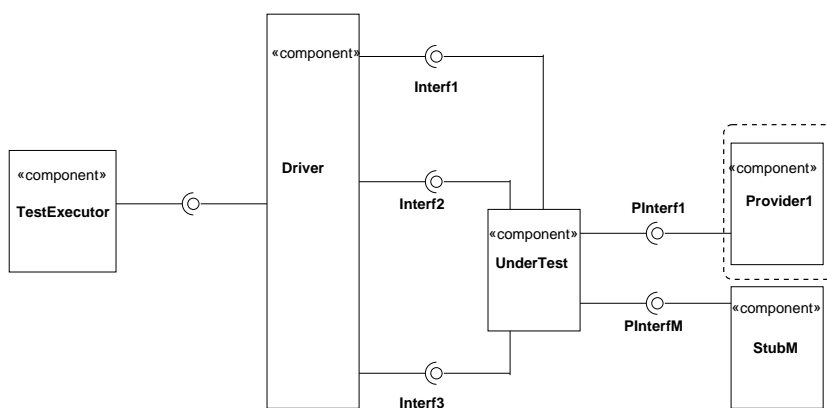 «component»
TestExecutor
«component»
Driver
Interf1
Interf2
Interf3
«component»
UnderTest
PInterf1
PInterfM
«component»
Provider1
«component»
StubM